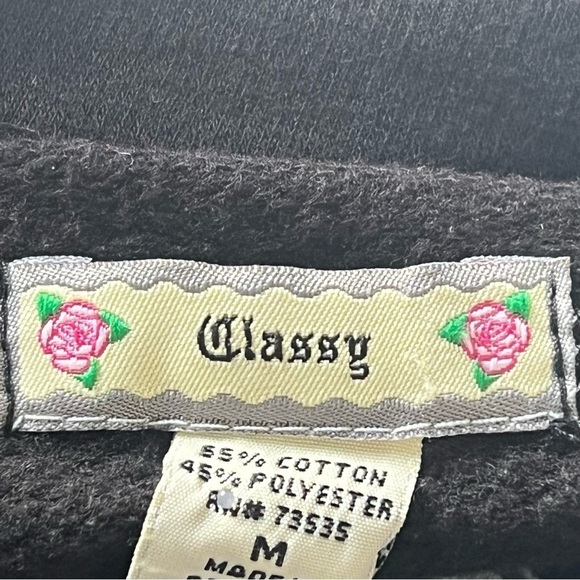 Classy
55% COTTON
45% POLYESTER
RN# 73535
M